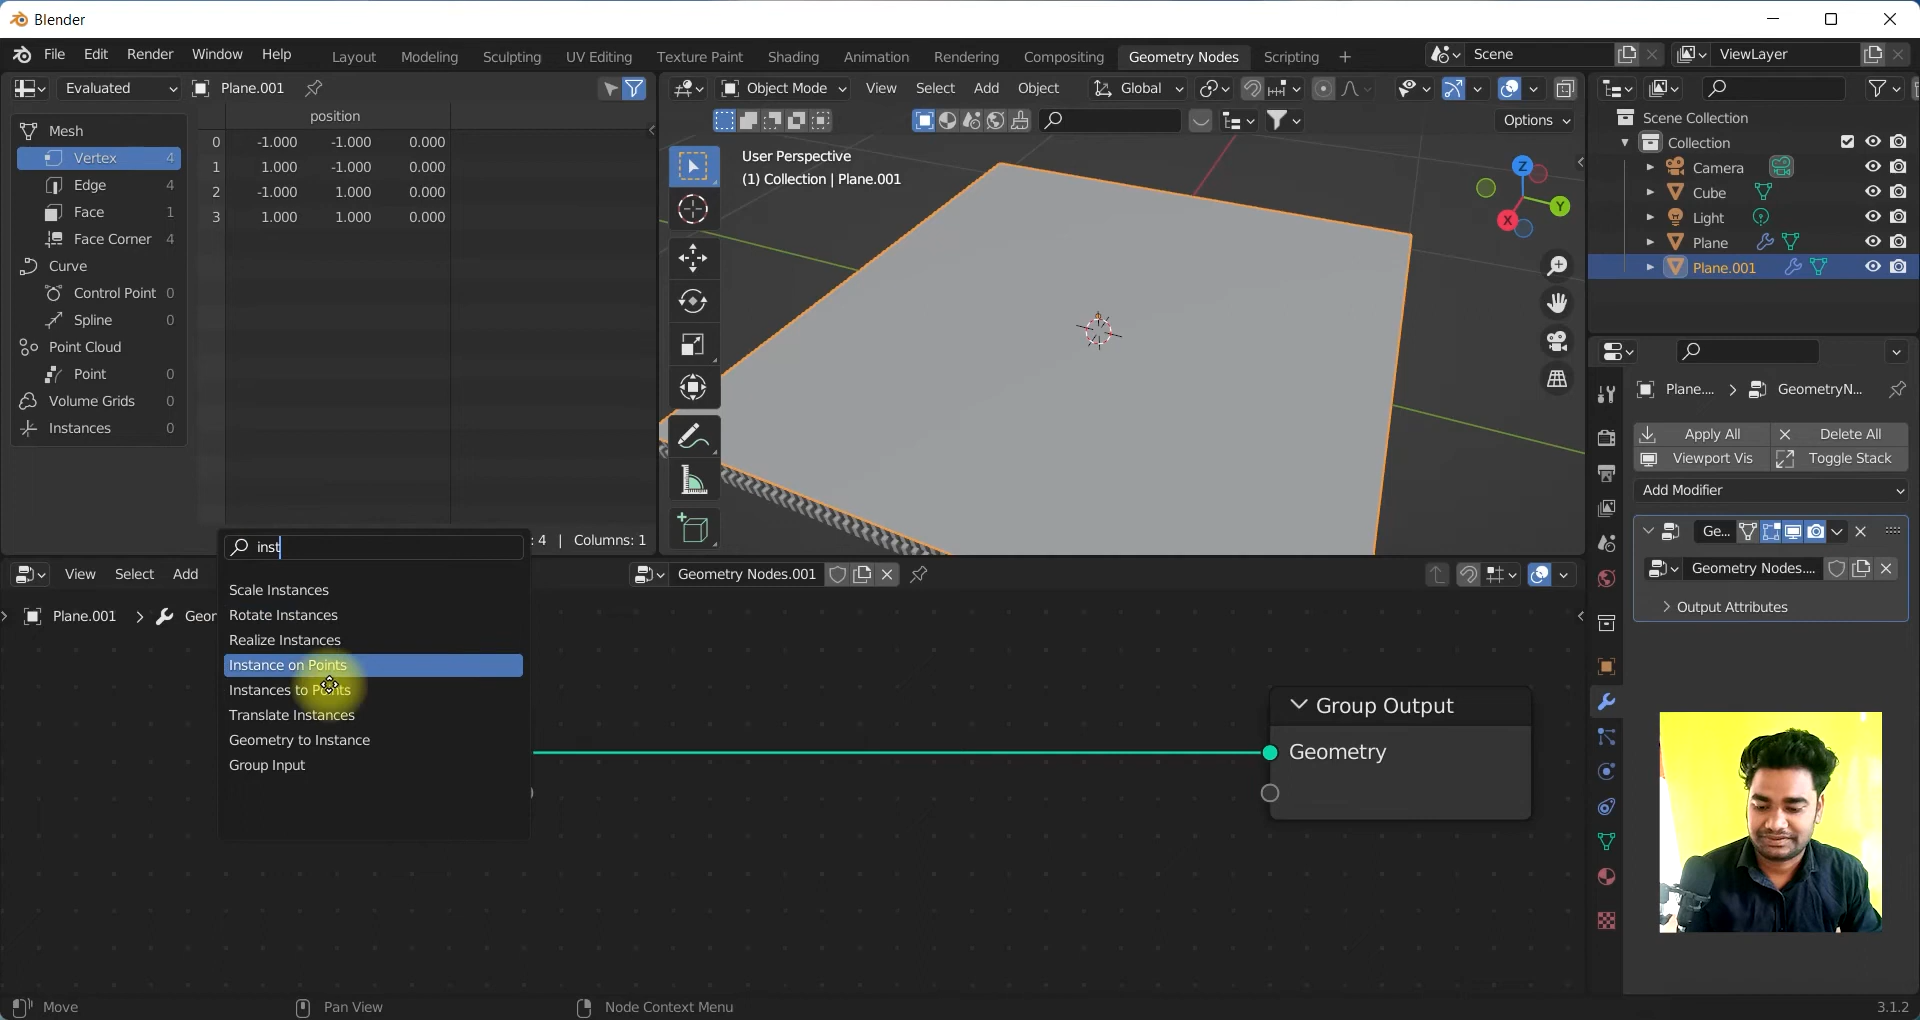 Blender
File Edit Render Window Help Layout Modeling Sculpting UV Editing Texture Paint Shading Animation Rendering Compositing Geometry Nodes Scripting + Scene ViewLayer
Evaluated Plane.001
Object Mode View Select Add Object Global
Options
position
0 -1.000 -1.000 0.000
1 1.000 -1.000 0.000
2 -1.000 1.000 0.000
3 1.000 1.000 0.000
Mesh
Vertex 4
Edge 4
Face 1
Face Corner 4
Curve
Control Point 0
Spline 0
Point Cloud
Point 0
Volume Grids 0
Instances 0
: 4 | Columns: 1
User Perspective
(1) Collection | Plane.001
Z
Y
X
Scene Collection
Collection
Camera
Cube
Light
Plane
Plane.001
Plane.... > GeometryN...
Apply All Delete All
Viewport Vis Toggle Stack
Add Modifier
Ge...
Geometry Nodes....
Output Attributes
View Select Add
Geometry Nodes.001
Plane.001 > Geor
inst
Scale Instances
Rotate Instances
Realize Instances
Instance on Points
Instances to Points
Translate Instances
Geometry to Instance
Group Input
Group Output
Geometry
Move Pan View Node Context Menu 3.1.2